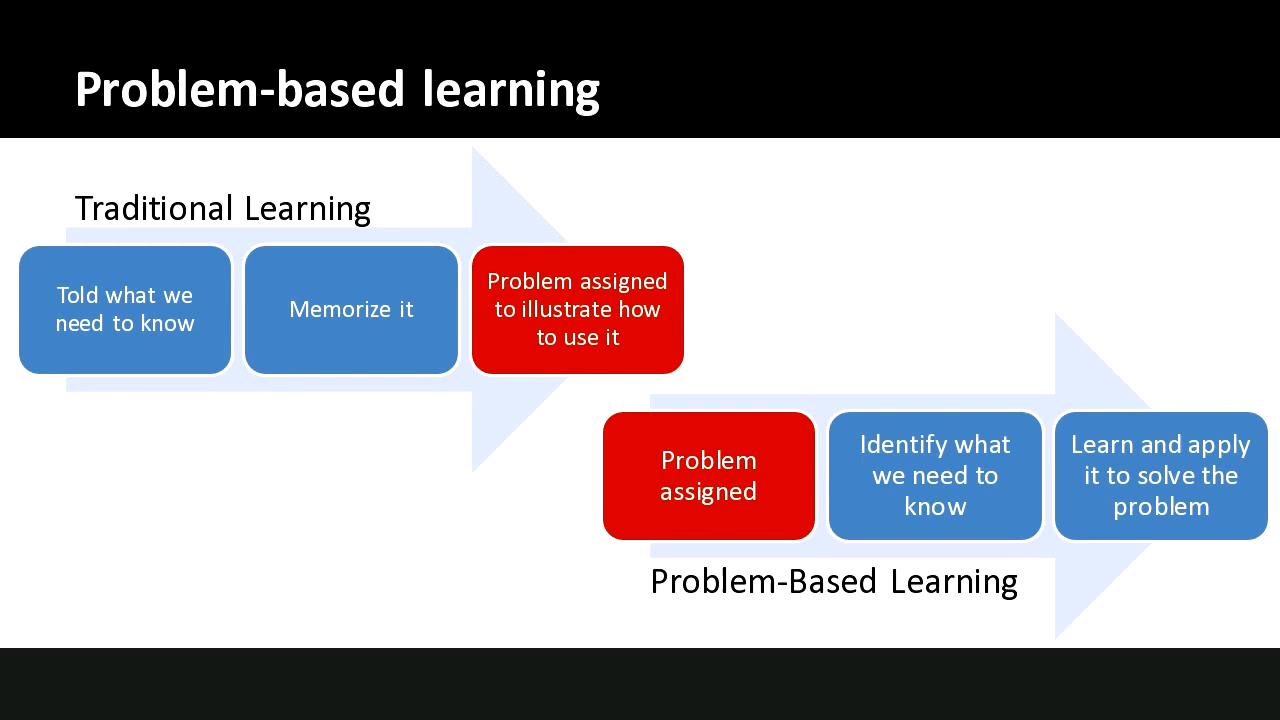 Problem-based learning
Traditional Learning
Told what we
need to know
Memorize it
Problem assigned
to illustrate how
to use it
Problem
assigned
Identify what
we need to
know
Learn and apply
it to solve the
problem
Problem-Based Learning